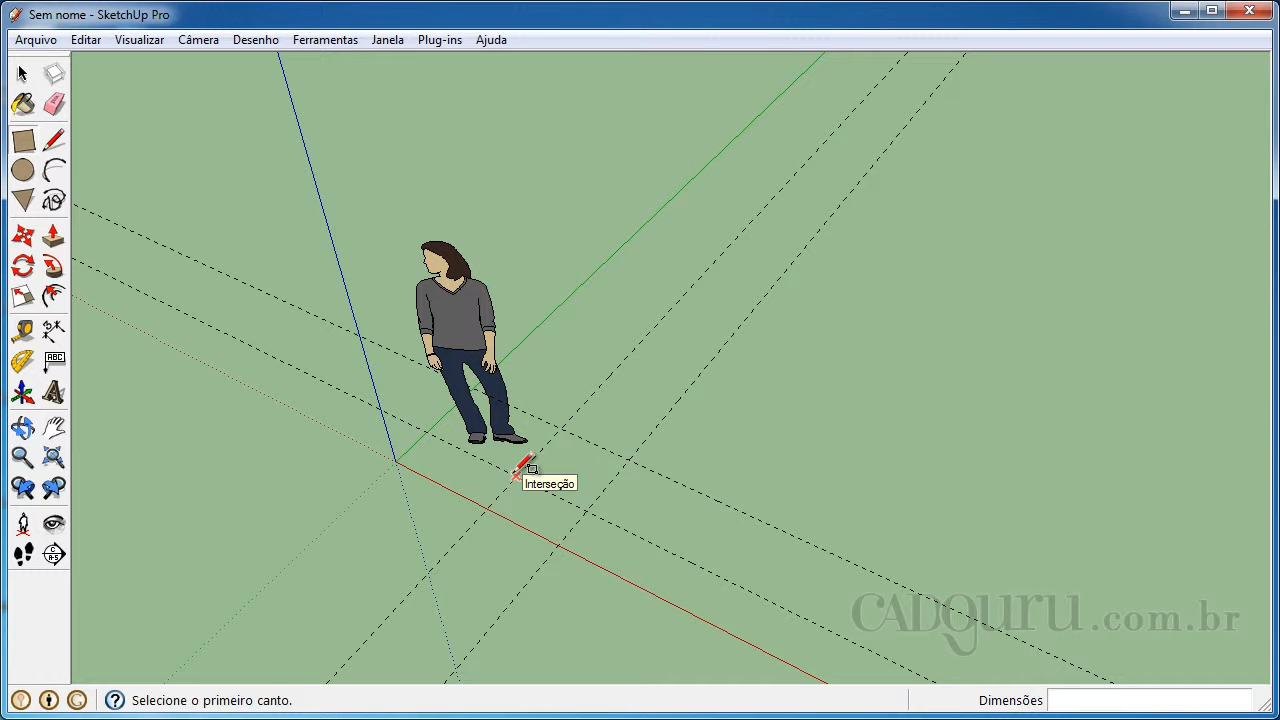 Sem nome - SketchUp Pro
Arquivo Editar Visualizar Câmera Desenho Ferramentas Janela Plug-ins Ajuda
ABC
A
C
A-S
Interseção
CADGuru.com.br
Selecione o primeiro canto.
Dimensões